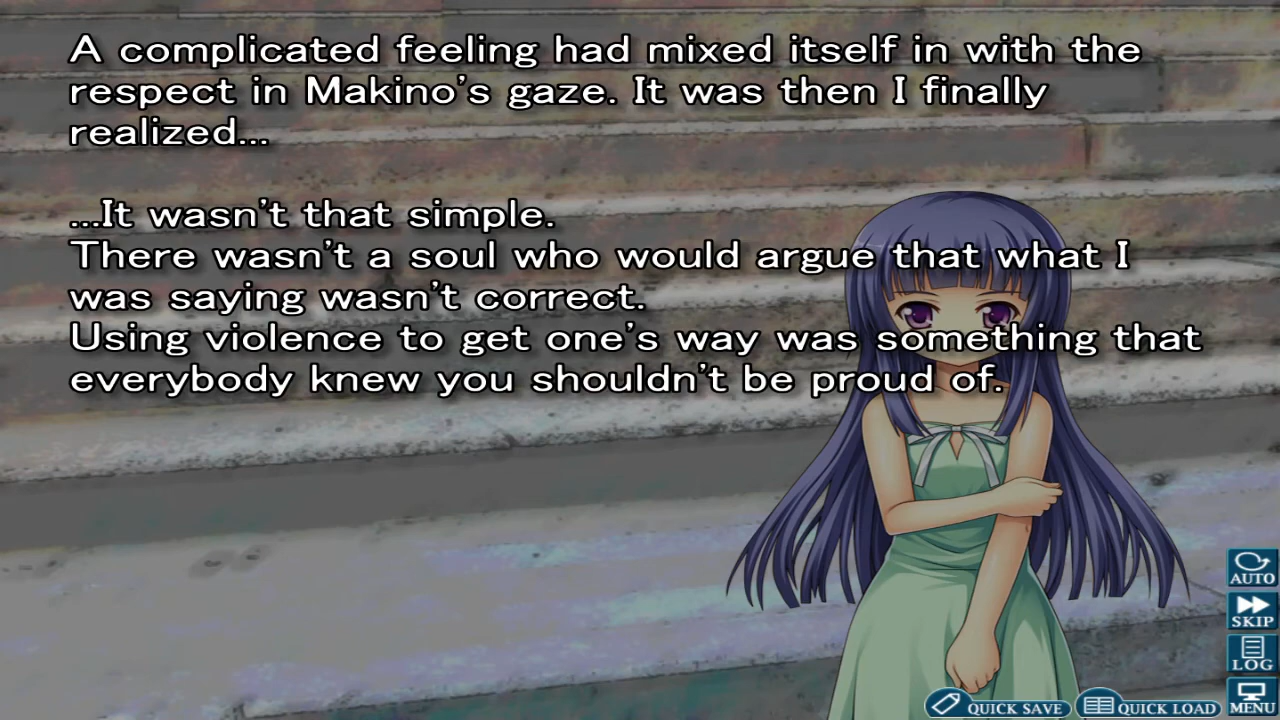 A complicated feeling had mixed itself in with the
respect in Makino's gaze. It was then I finally
realized...
...It wasn't that simple.
There wasn't a soul who would argue that what I
was saying wasn't correct.
Using violence to get one's way was something that
everybody knew you shouldn't be proud of.
AUTO
SKIP
LOG
MENU
QUICK SAVE
QUICK LOAD